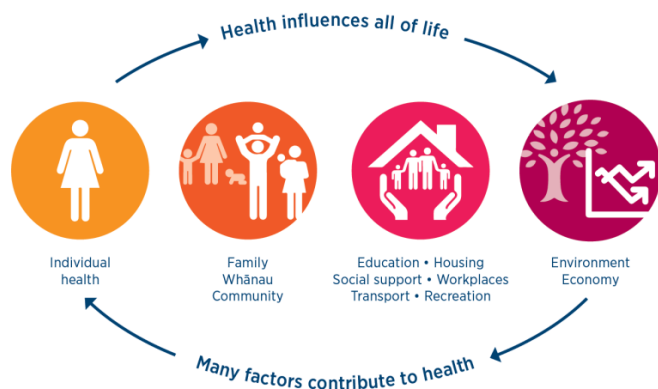 Health influences all of life
Individual
health
Family
Whānau
Community
Education • Housing
Social support • Workplaces
Transport • Recreation
Environment
Economy
Many factors contribute to health